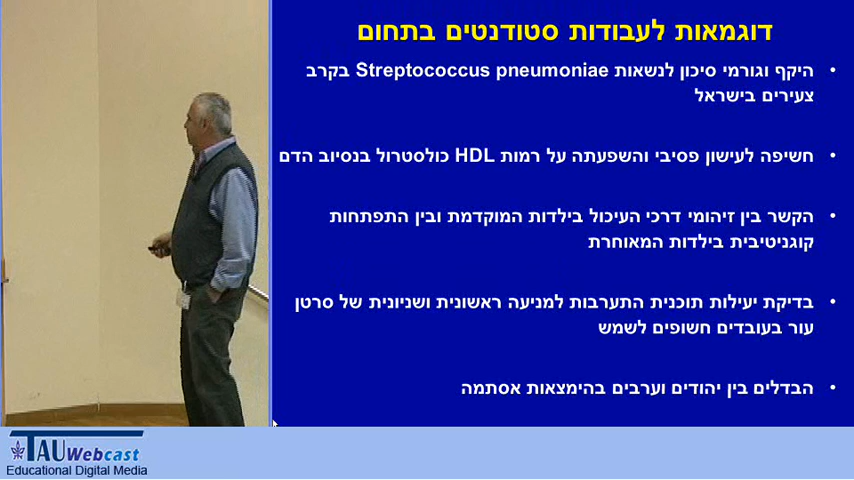 דוגמאות לעבודות סטודנטים בתחום
• היקף וגורמי סיכון לנשאות Streptococcus pneumoniae בקרב
צעירים בישראל
• חשיפה לעישון פסיבי והשפעתה על רמות HDL כולסטרול בנסיוב הדם
• הקשר בין זיהומי דרכי העיכול בילדות המוקדמת ובין התפתחות
קוגניטיבית בילדות המאוחרת
• בדיקת יעילות תוכנית התערבות למניעה ראשונית ושניונית של סרטן
עור בעובדים חשופים לשמש
• הבדלים בין יהודים וערבים בהימצאות אסתמה
TAU Webcast
Educational Digital Media